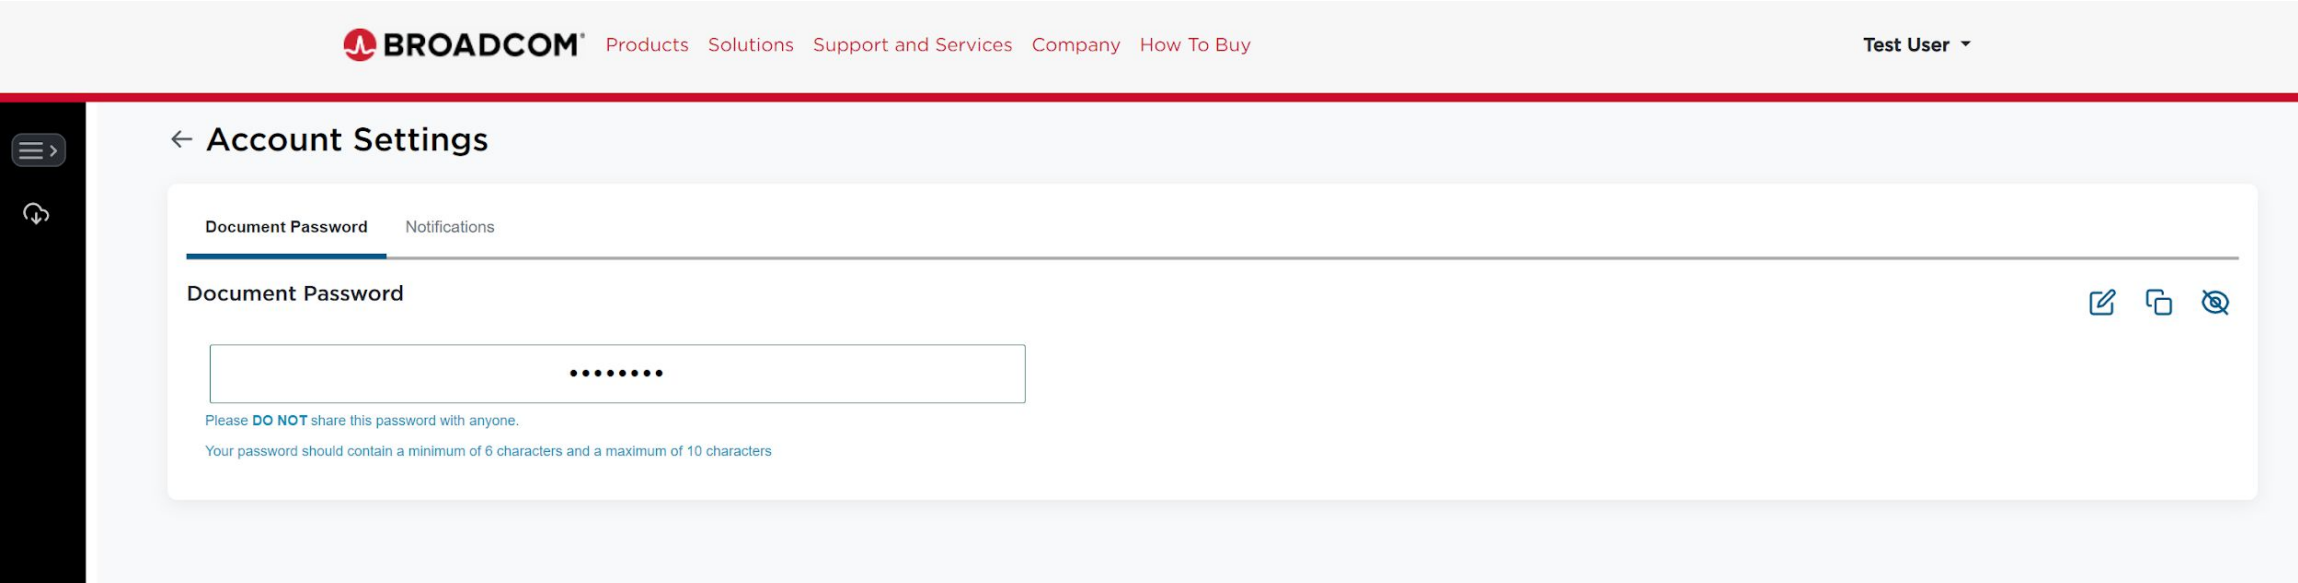 BROADCOM® Products Solutions Support and Services Company How To Buy Test User
Account Settings
Document Password Notifications
Document Password
••••••••
Please DO NOT share this password with anyone.
Your password should contain a minimum of 6 characters and a maximum of 10 characters